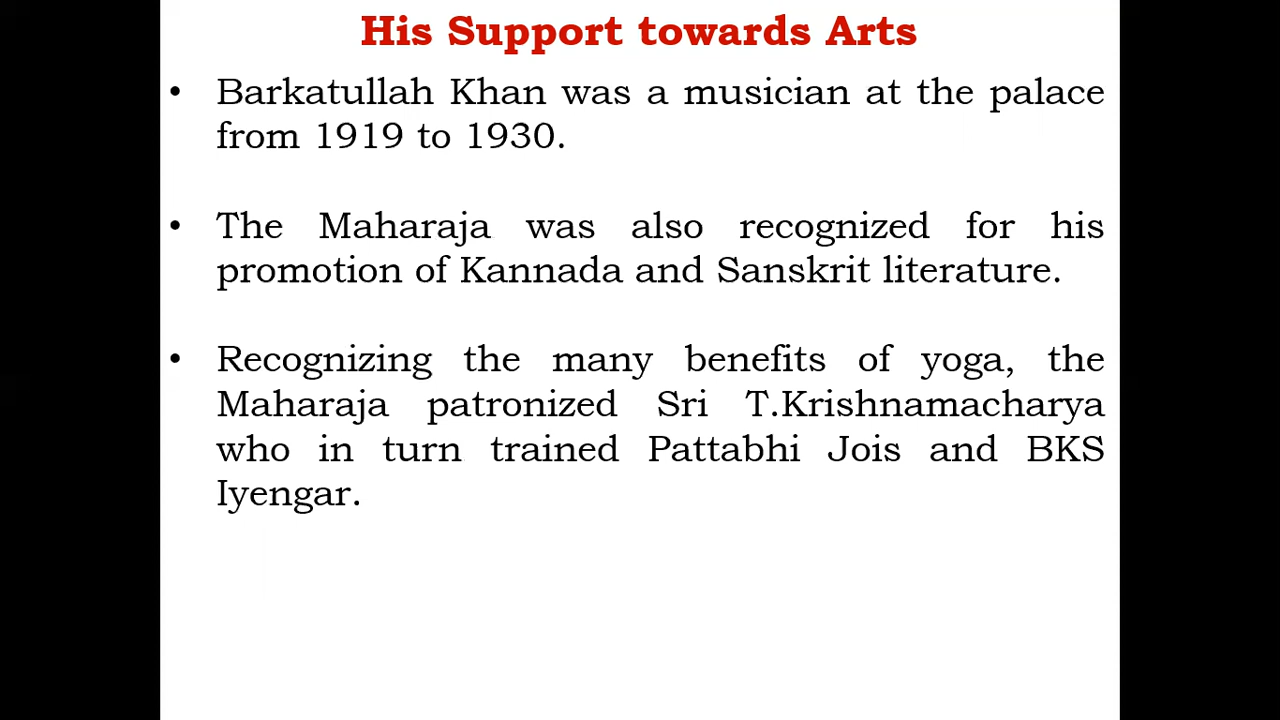 His Support towards Arts
• Barkatullah Khan was a musician at the palace
from 1919 to 1930.
• The Maharaja was also recognized for his
promotion of Kannada and Sanskrit literature.
• Recognizing the many benefits of yoga, the
Maharaja patronized Sri T.Krishnamacharya
who in turn trained Pattabhi Jois and BKS
Iyengar.